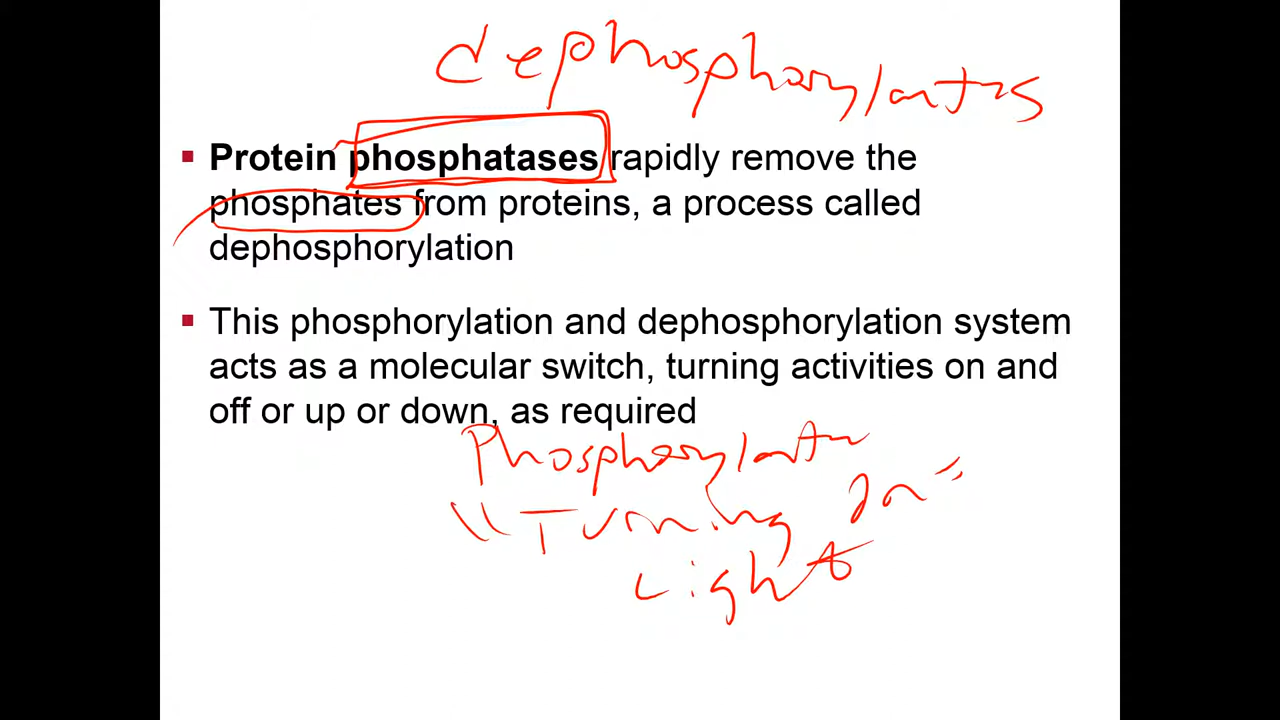 dephosphorylates
▪ Protein phosphatases rapidly remove the
phosphates from proteins, a process called
dephosphorylation
▪ This phosphorylation and dephosphorylation system
acts as a molecular switch, turning activities on and
off or up or down, as required
Phosphorylatn
"Turning on"
Light